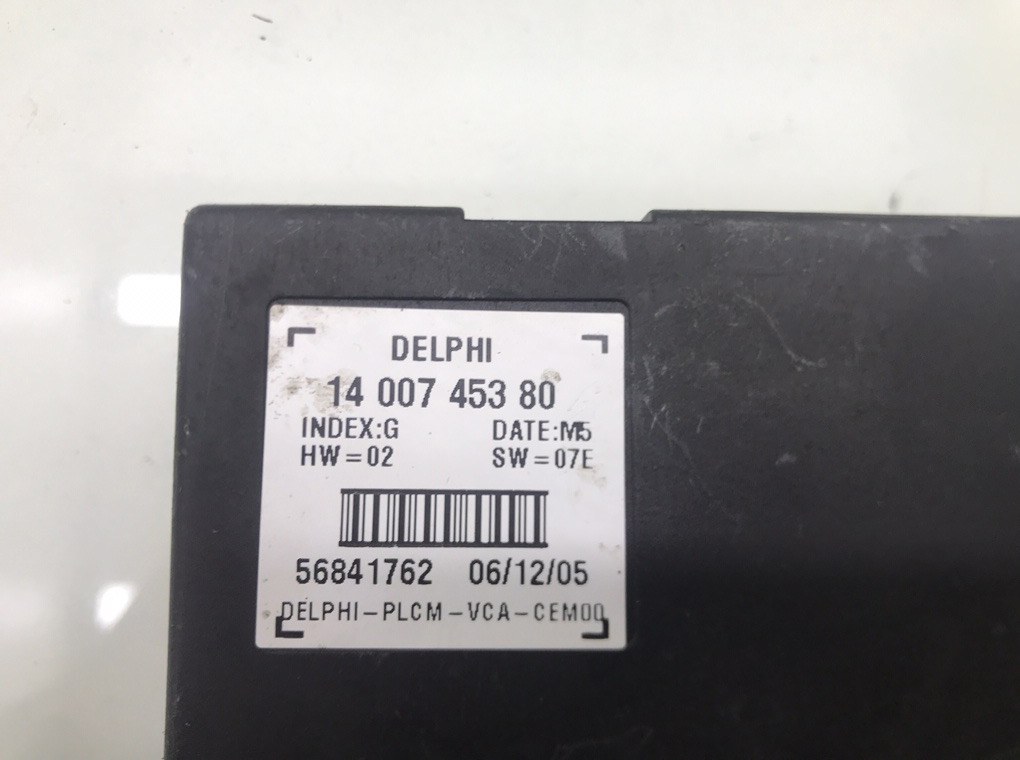 DELPHI
14 007 453 80
INDEX:G DATE:M5
HW=02 SW=07E
56841762 06/12/05
DELPHI-PLCM-VCA-CEM00